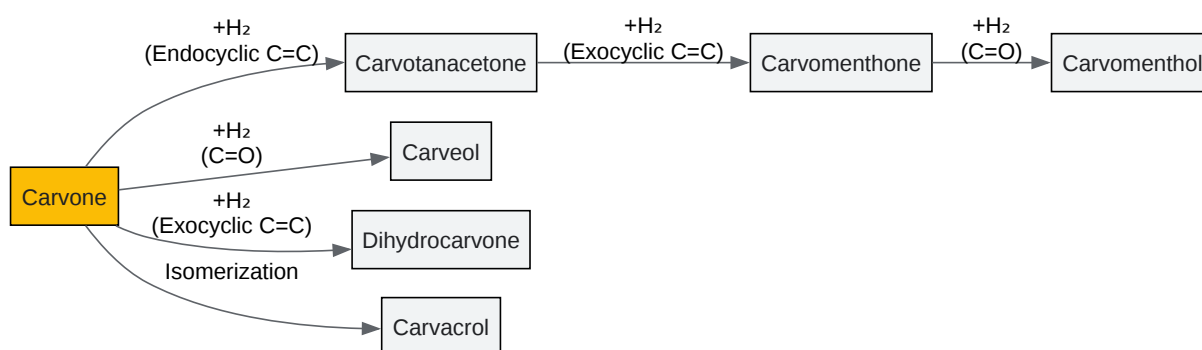 +H₂
(Endocyclic C=C)
Carvotanacetone
+H₂
(Exocyclic C=C)
Carvomenthone
+H₂
(C=O)
Carvomenthol
+H₂
(C=O)
Carveol
Carvone
+H₂
(Exocyclic C=C)
Dihydrocarvone
Isomerization
Carvacrol